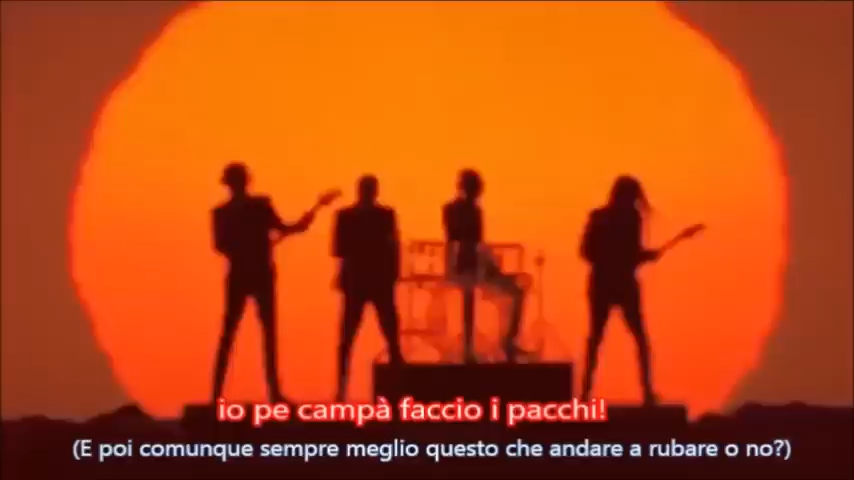 io pe campà faccio i pacchi!
(E poi comunque sempre meglio questo che andare a rubare o no?)